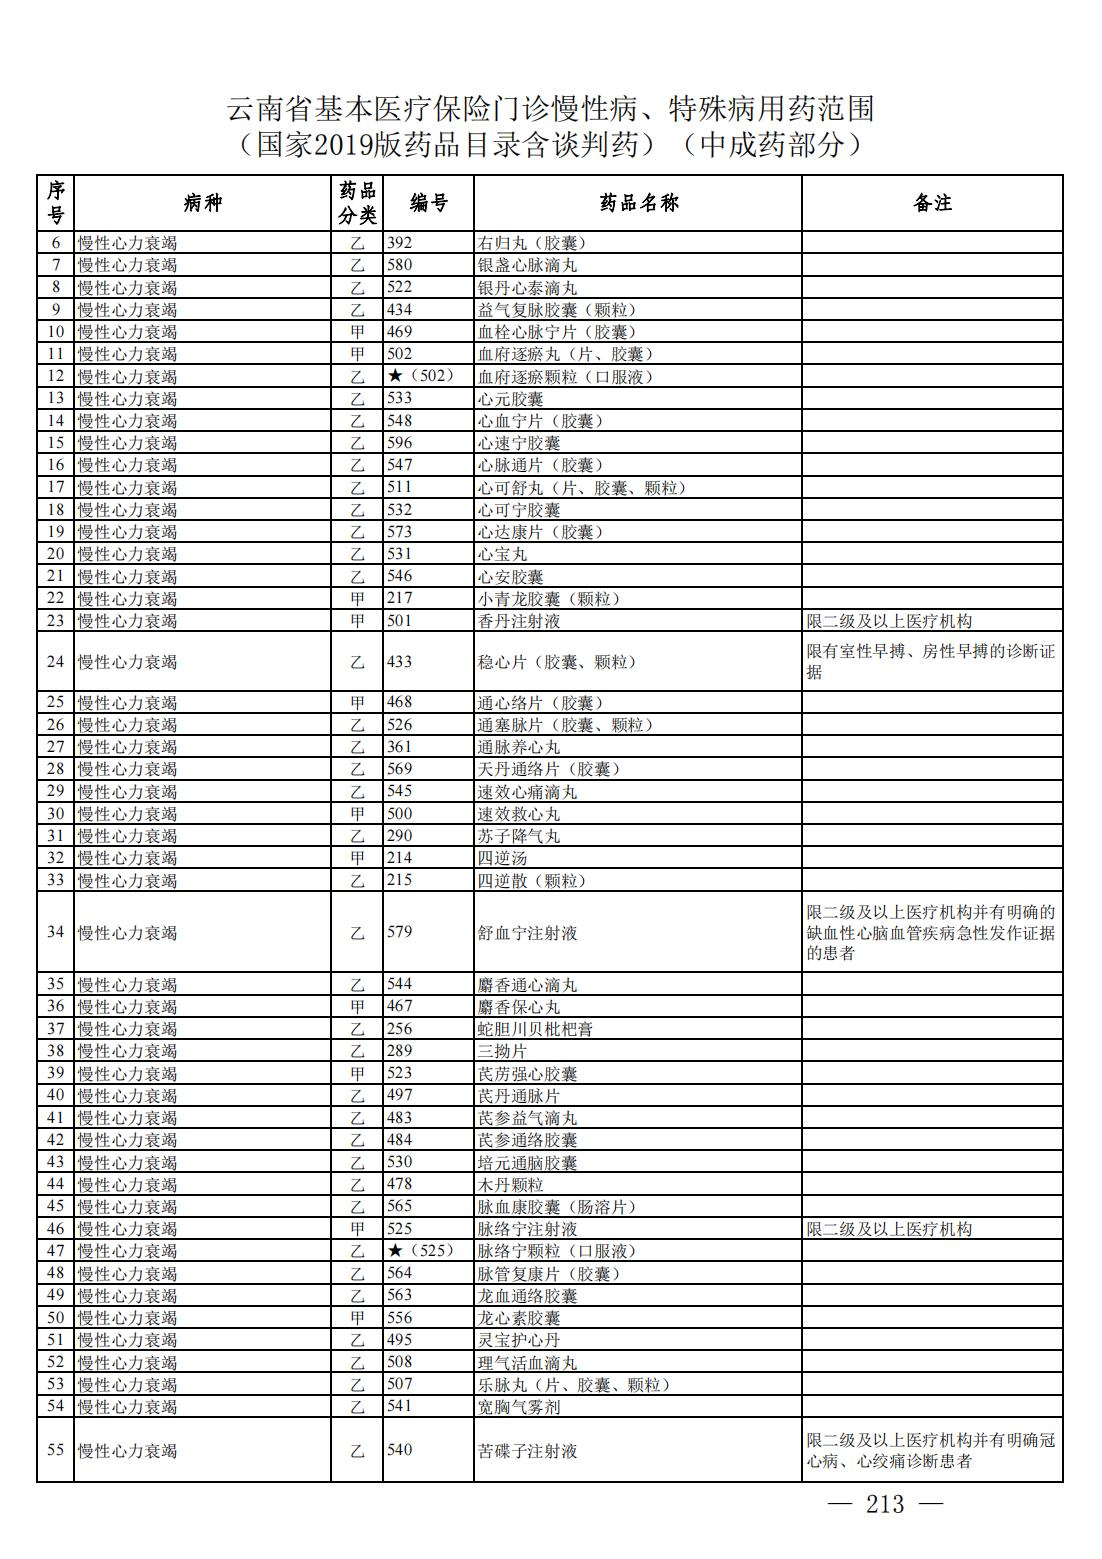 云南省基本医疗保险门诊慢性病、特殊病用药范围
（国家2019版药品目录含谈判药）（中成药部分）
序号 病种 药品分类 编号 药品名称 备注
6 慢性心力衰竭 乙 392 右归丸（胶囊）
7 慢性心力衰竭 乙 580 银盏心脉滴丸
8 慢性心力衰竭 乙 522 银丹心泰滴丸
9 慢性心力衰竭 乙 434 益气复脉胶囊（颗粒）
10 慢性心力衰竭 甲 469 血栓心脉宁片（胶囊）
11 慢性心力衰竭 甲 502 血府逐瘀丸（片、胶囊）
12 慢性心力衰竭 乙 ★（502） 血府逐瘀颗粒（口服液）
13 慢性心力衰竭 乙 533 心元胶囊
14 慢性心力衰竭 乙 548 心血宁片（胶囊）
15 慢性心力衰竭 乙 596 心速宁胶囊
16 慢性心力衰竭 乙 547 心脉通片（胶囊）
17 慢性心力衰竭 乙 511 心可舒丸（片、胶囊、颗粒）
18 慢性心力衰竭 乙 532 心可宁胶囊
19 慢性心力衰竭 乙 573 心达康片（胶囊）
20 慢性心力衰竭 乙 531 心宝丸
21 慢性心力衰竭 乙 546 心安胶囊
22 慢性心力衰竭 甲 217 小青龙胶囊（颗粒）
23 慢性心力衰竭 甲 501 香丹注射液 限二级及以上医疗机构
24 慢性心力衰竭 乙 433 稳心片（胶囊、颗粒） 限有室性早搏、房性早搏的诊断证
据
25 慢性心力衰竭 甲 468 通心络片（胶囊）
26 慢性心力衰竭 乙 526 通塞脉片（胶囊、颗粒）
27 慢性心力衰竭 乙 361 通脉养心丸
28 慢性心力衰竭 乙 569 天丹通络片（胶囊）
29 慢性心力衰竭 乙 545 速效心痛滴丸
30 慢性心力衰竭 甲 500 速效救心丸
31 慢性心力衰竭 乙 290 苏子降气丸
32 慢性心力衰竭 甲 214 四逆汤
33 慢性心力衰竭 乙 215 四逆散（颗粒）
34 慢性心力衰竭 乙 579 舒血宁注射液 限二级及以上医疗机构并有明确的
缺血性心脑血管疾病急性发作证据
的患者
35 慢性心力衰竭 乙 544 麝香通心滴丸
36 慢性心力衰竭 甲 467 麝香保心丸
37 慢性心力衰竭 乙 256 蛇胆川贝枇杷膏
38 慢性心力衰竭 乙 289 三拗片
39 慢性心力衰竭 甲 523 芪苈强心胶囊
40 慢性心力衰竭 乙 497 芪丹通脉片
41 慢性心力衰竭 乙 483 芪参益气滴丸
42 慢性心力衰竭 乙 484 芪参通络胶囊
43 慢性心力衰竭 乙 530 培元通脑胶囊
44 慢性心力衰竭 乙 478 木丹颗粒
45 慢性心力衰竭 乙 565 脉血康胶囊（肠溶片）
46 慢性心力衰竭 甲 525 脉络宁注射液 限二级及以上医疗机构
47 慢性心力衰竭 乙 ★（525） 脉络宁颗粒（口服液）
48 慢性心力衰竭 乙 564 脉管复康片（胶囊）
49 慢性心力衰竭 乙 563 龙血通络胶囊
50 慢性心力衰竭 甲 556 龙心素胶囊
51 慢性心力衰竭 乙 495 灵宝护心丹
52 慢性心力衰竭 乙 508 理气活血滴丸
53 慢性心力衰竭 乙 507 乐脉丸（片、胶囊、颗粒）
54 慢性心力衰竭 乙 541 宽胸气雾剂
55 慢性心力衰竭 乙 540 苦碟子注射液 限二级及以上医疗机构并有明确冠
心病、心绞痛诊断患者
— 213 —